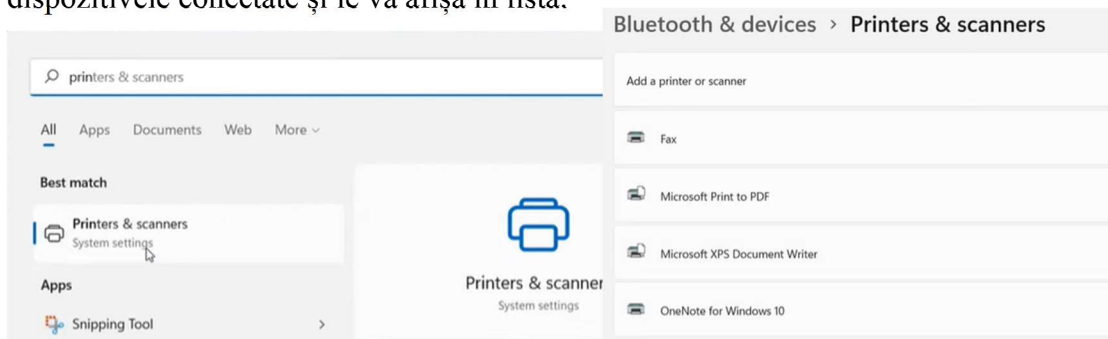 dispozitivele colectate și le va afișa în listă.
printers & scanners
All Apps Documents Web More
Best match
Printers & scanners
System settings
Apps
Snipping Tool
Printers & scanner
System settings
Bluetooth & devices > Printers & scanners
Add a printer or scanner
Fax
Microsoft Print to PDF
Microsoft XPS Document Writer
OneNote for Windows 10